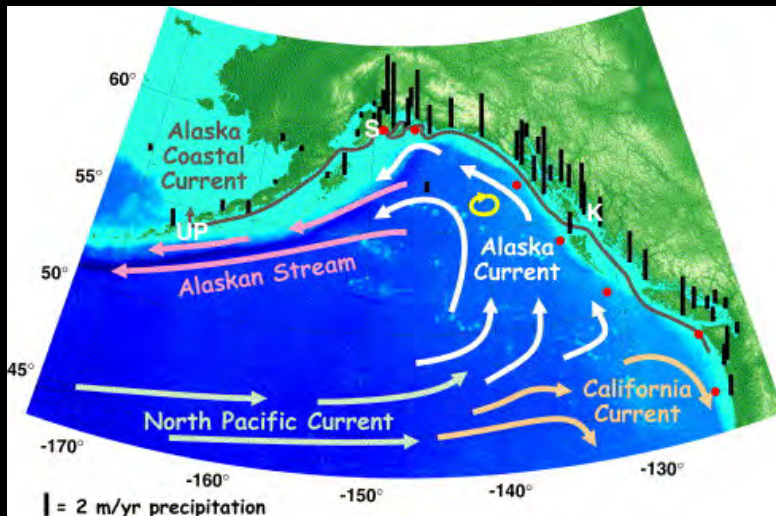 60°
55°
50°
45°
Alaska
Coastal
Current
S
UP
K
Alaska
Current
Alaskan Stream
North Pacific Current
California
Current
-170°
-160°
-150°
-140°
-130°
= 2 m/yr precipitation